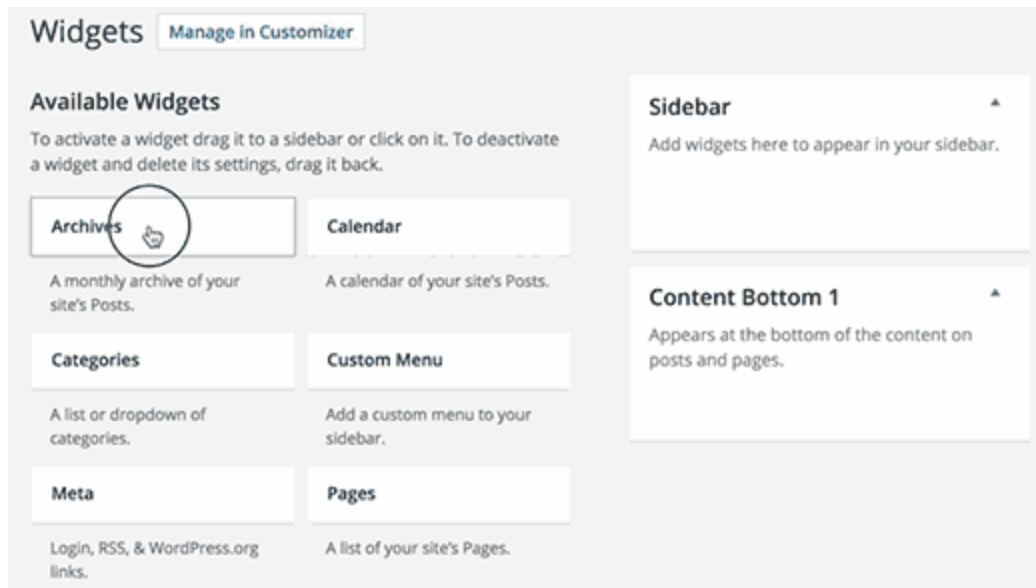 Widgets
Manage in Customizer
Available Widgets
To activate a widget drag it to a sidebar or click on it. To deactivate
a widget and delete its settings, drag it back.
Archives
Calendar
A monthly archive of your
site's Posts.
A calendar of your site's Posts.
Categories
Custom Menu
A list or dropdown of
categories.
Add a custom menu to your
sidebar.
Meta
Pages
Login, RSS, & WordPress.org
links.
A list of your site's Pages.
Sidebar
Add widgets here to appear in your sidebar.
Content Bottom 1
Appears at the bottom of the content on
posts and pages.